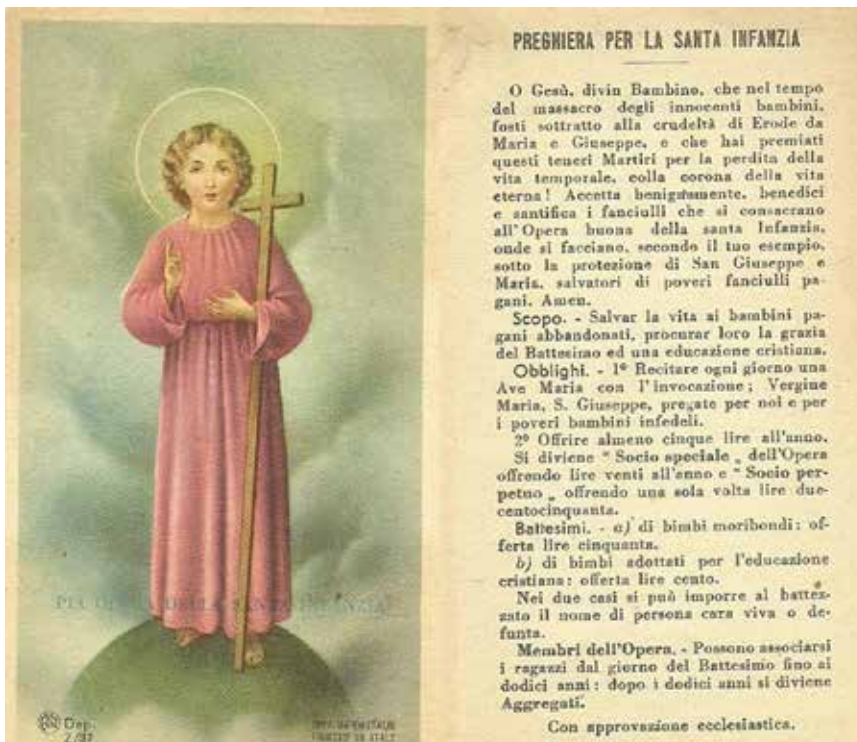 PREGHIERA PER LA SANTA INFANZIA
O Gesù, divin Bambino, che nel tempo
del massacro degli innocenti bambini,
fosti sottratto alla crudeltà di Erode da
Maria e Giuseppe, e che hai premiati
questi teneri Martiri per la perdita della
vita temporale, colla corona della vita
eterna! Accetta benignamente, benedici
e santifica i fanciulli che si consacrano
all'Opera buona della santa Infanzia,
onde si facciano, secondo il tuo esempio,
sotto la protezione di San Giuseppe e
Maria, salvatori di poveri fanciulli pa-
gani. Amen.
Scopo. - Salvar la vita ai bambini pa-
gani abbandonati, procurar loro la grazia
del Battesimo ed una educazione cristiana.
Obblighi. - 1º Recitare ogni giorno una
Ave Maria con l'invocazione; Vergine
Maria, S. Giuseppe, pregate per noi e per
i poveri bambini infedeli.
2º Offrire almeno cinque lire all'anno.
Si diviene " Socio speciale „ dell'Opera
offrendo lire venti all'anno e " Socio per-
petuo „ offrendo una sola volta lire due-
centocinquanta.
Battesimi. - a) di bimbi moribondi: of-
ferta lire cinquanta.
b) di bimbi adottati per l'educazione
cristiana: offerta lire cento.
Nei due casi si può imporre al battez-
zato il nome di persona cara viva o de-
funta.
Membri dell'Opera. - Possono associarsi
i ragazzi dal giorno del Battesimo fino ai
dodici anni: dopo i dodici anni si diviene
Aggregati.
Con approvazione ecclesiastica.
PIA OPERA DELLA SANTA INFANZIA
Dep.